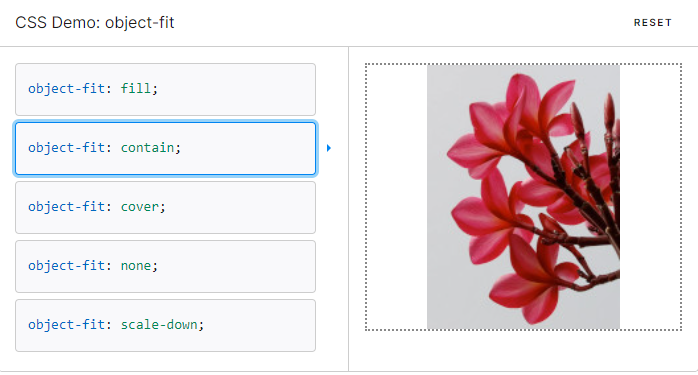 CSS Demo: object-fit
RESET
object-fit: fill;
object-fit: contain;
object-fit: cover;
object-fit: none;
object-fit: scale-down;